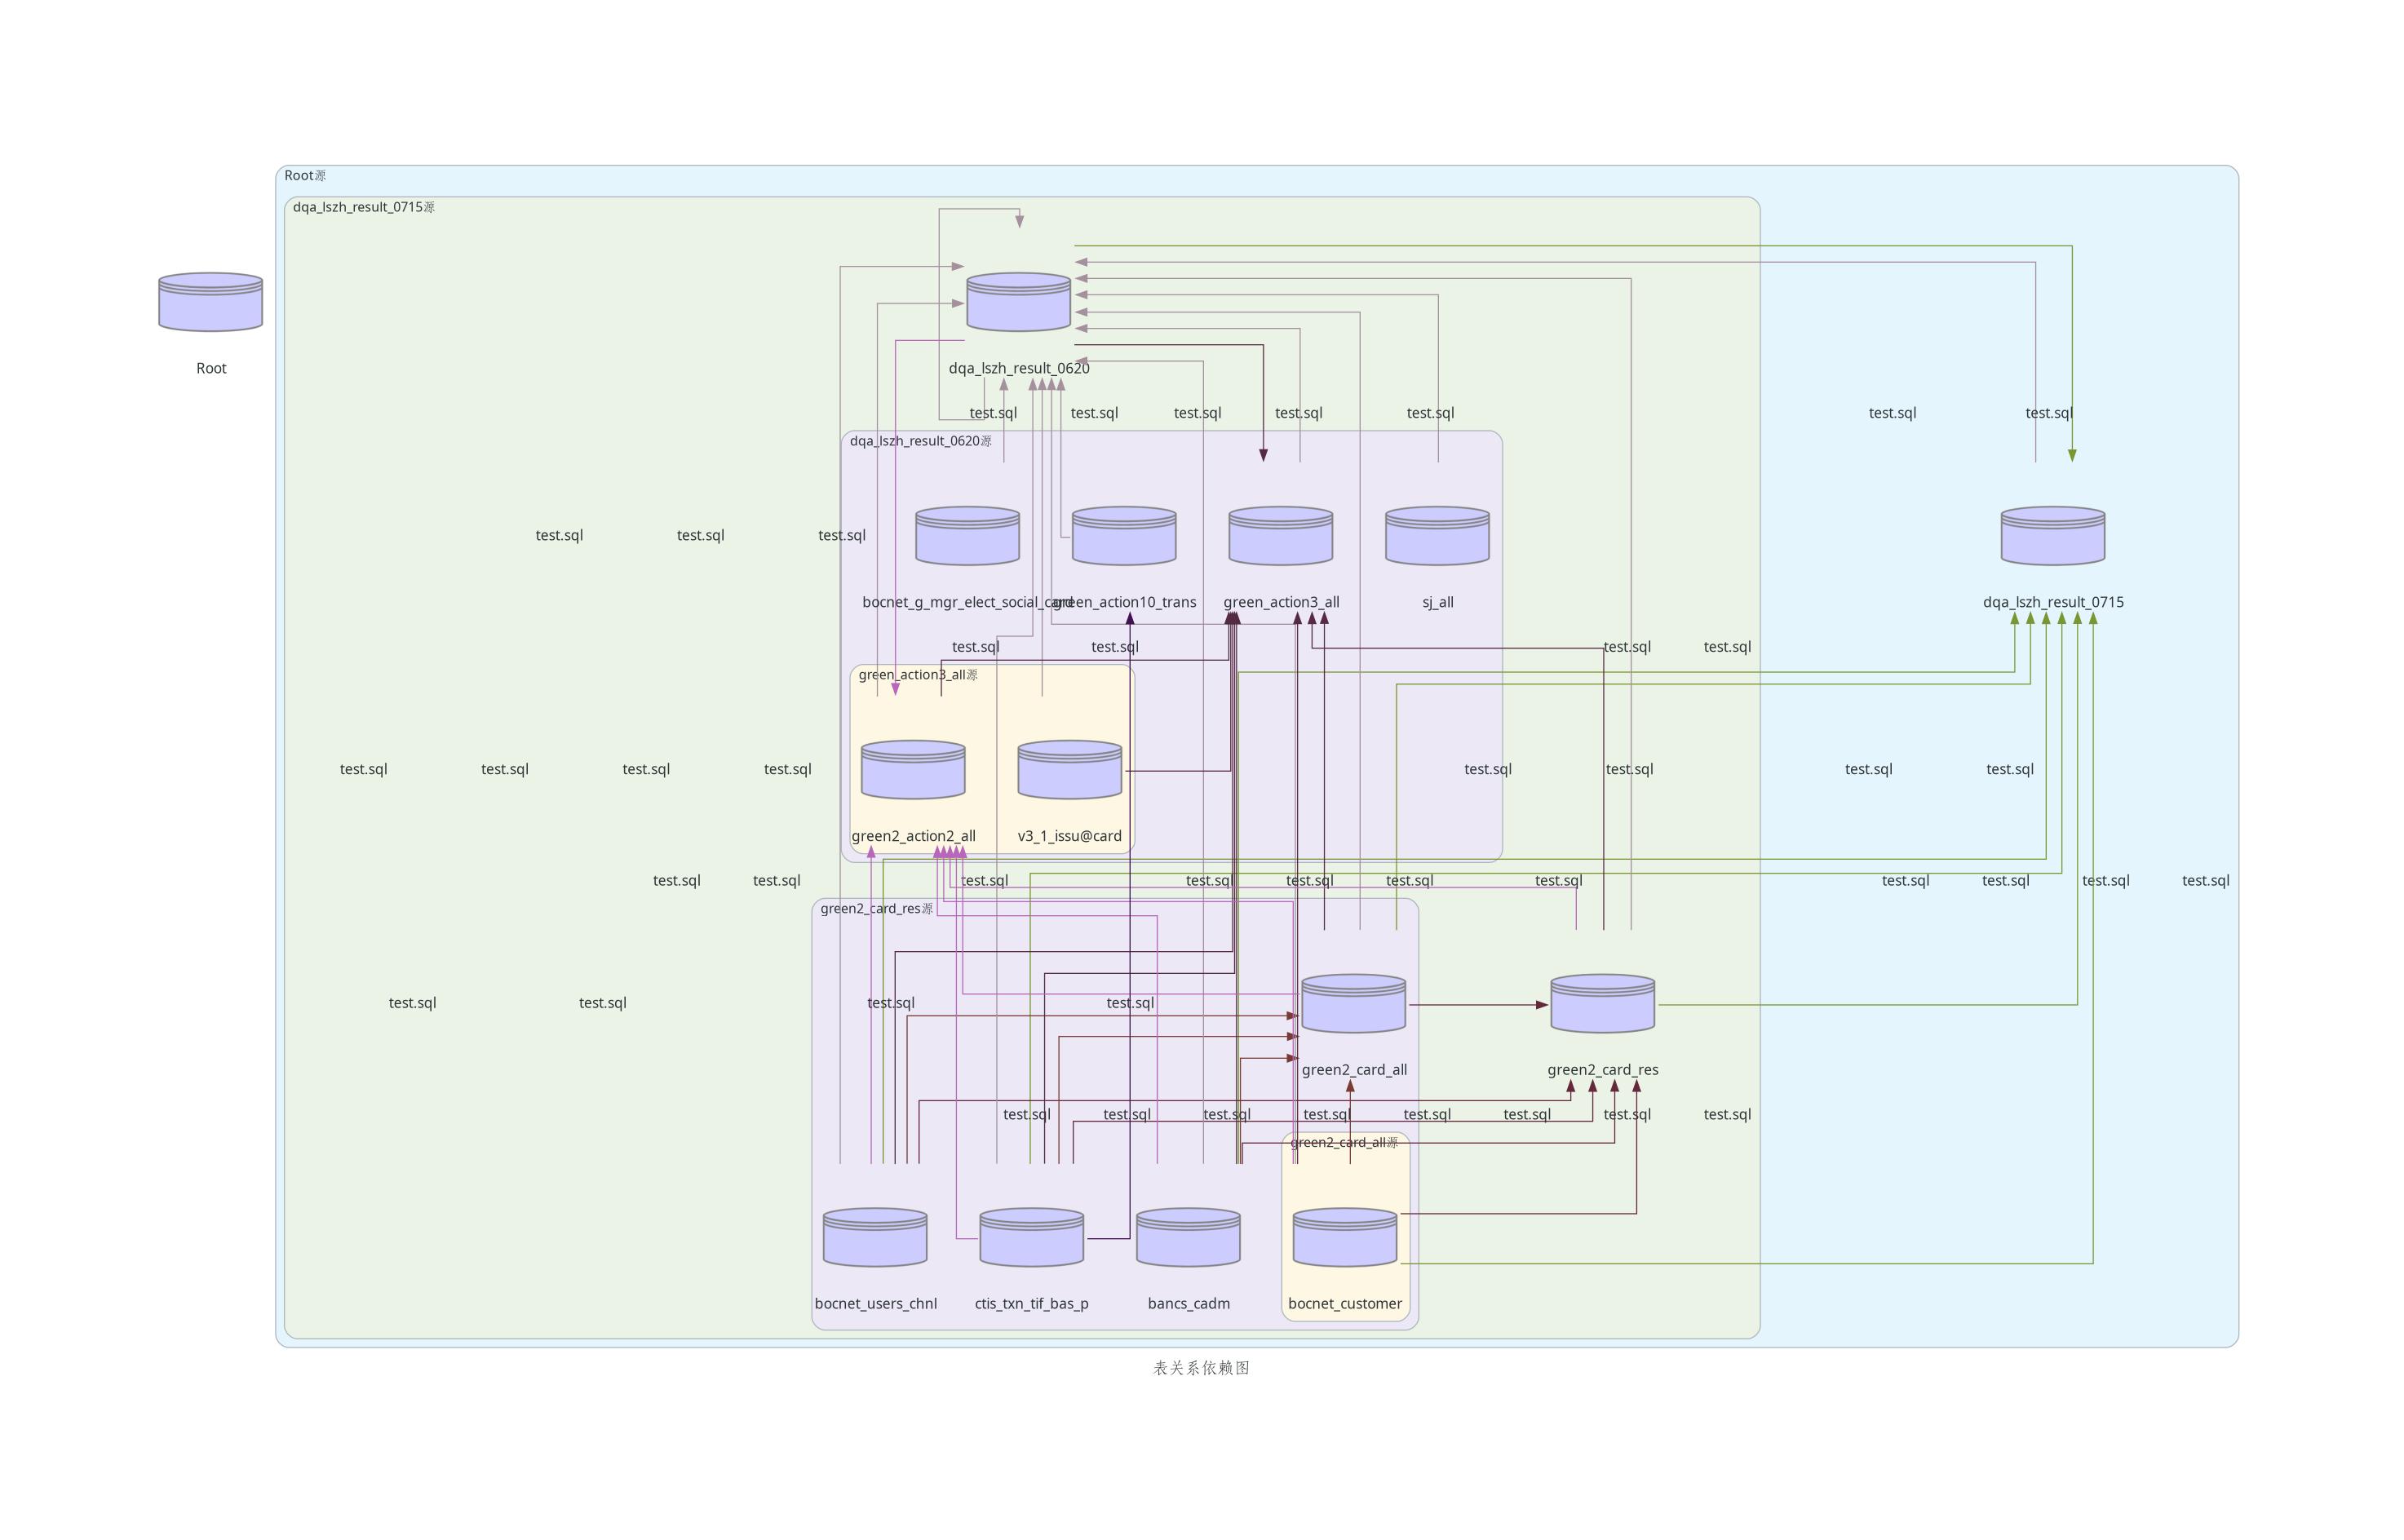 Root源
dqa_lszh_result_0715源
Root
dqa_lszh_result_0620
test.sql test.sql test.sql test.sql test.sql test.sql test.sql
dqa_lszh_result_0620源
test.sql test.sql test.sql
bocnet_g_mgr_elect_social_card green_action10_trans green_action3_all sj_all dqa_lszh_result_0715
test.sql test.sql test.sql test.sql
green_action3_all源
test.sql test.sql test.sql test.sql test.sql test.sql test.sql test.sql
green2_action2_all v3_1_issu@card
test.sql test.sql test.sql test.sql test.sql test.sql test.sql test.sql test.sql test.sql test.sql
green2_card_res源
test.sql test.sql test.sql test.sql
green2_card_all green2_card_res
test.sql test.sql test.sql test.sql test.sql test.sql test.sql test.sql
green2_card_all源
bocnet_users_chnl ctis_txn_tif_bas_p bancs_cadm bocnet_customer
表关系依赖图